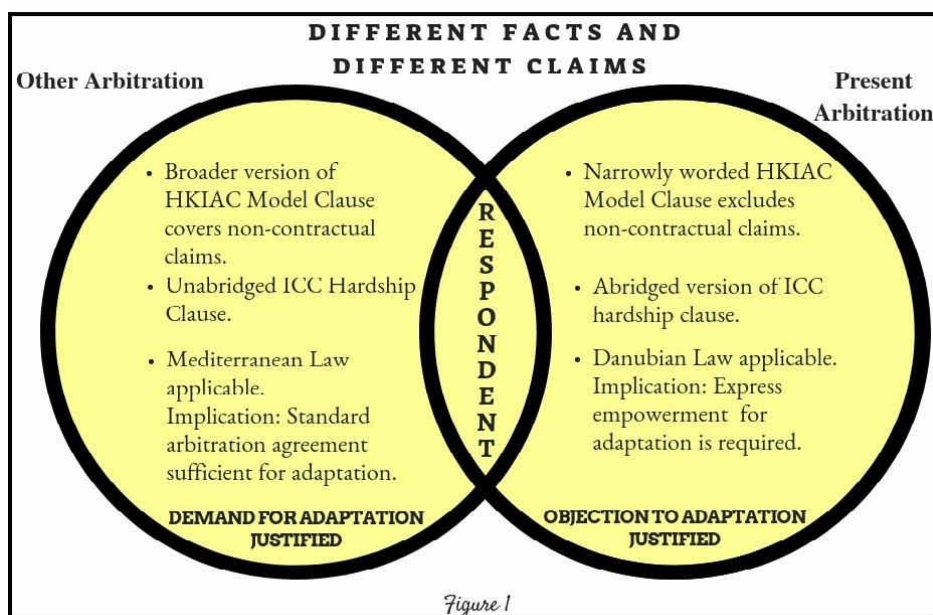 DIFFERENT FACTS AND
DIFFERENT CLAIMS
Other Arbitration
Present
Arbitration
• Broader version of
HKIAC Model Clause
covers non-contractual
claims.
• Unabridged ICC Hardship
Clause.
• Mediterranean Law
applicable.
Implication: Standard
arbitration agreement
sufficient for adaptation.
DEMAND FOR ADAPTATION
JUSTIFIED
RESPONDENT
• Narrowly worded HKIAC
Model Clause excludes
non-contractual claims.
• Abridged version of ICC
hardship clause.
• Danubian Law applicable.
Implication: Express
empowerment for
adaptation is required.
OBJECTION TO ADAPTATION
JUSTIFIED
Figure 1